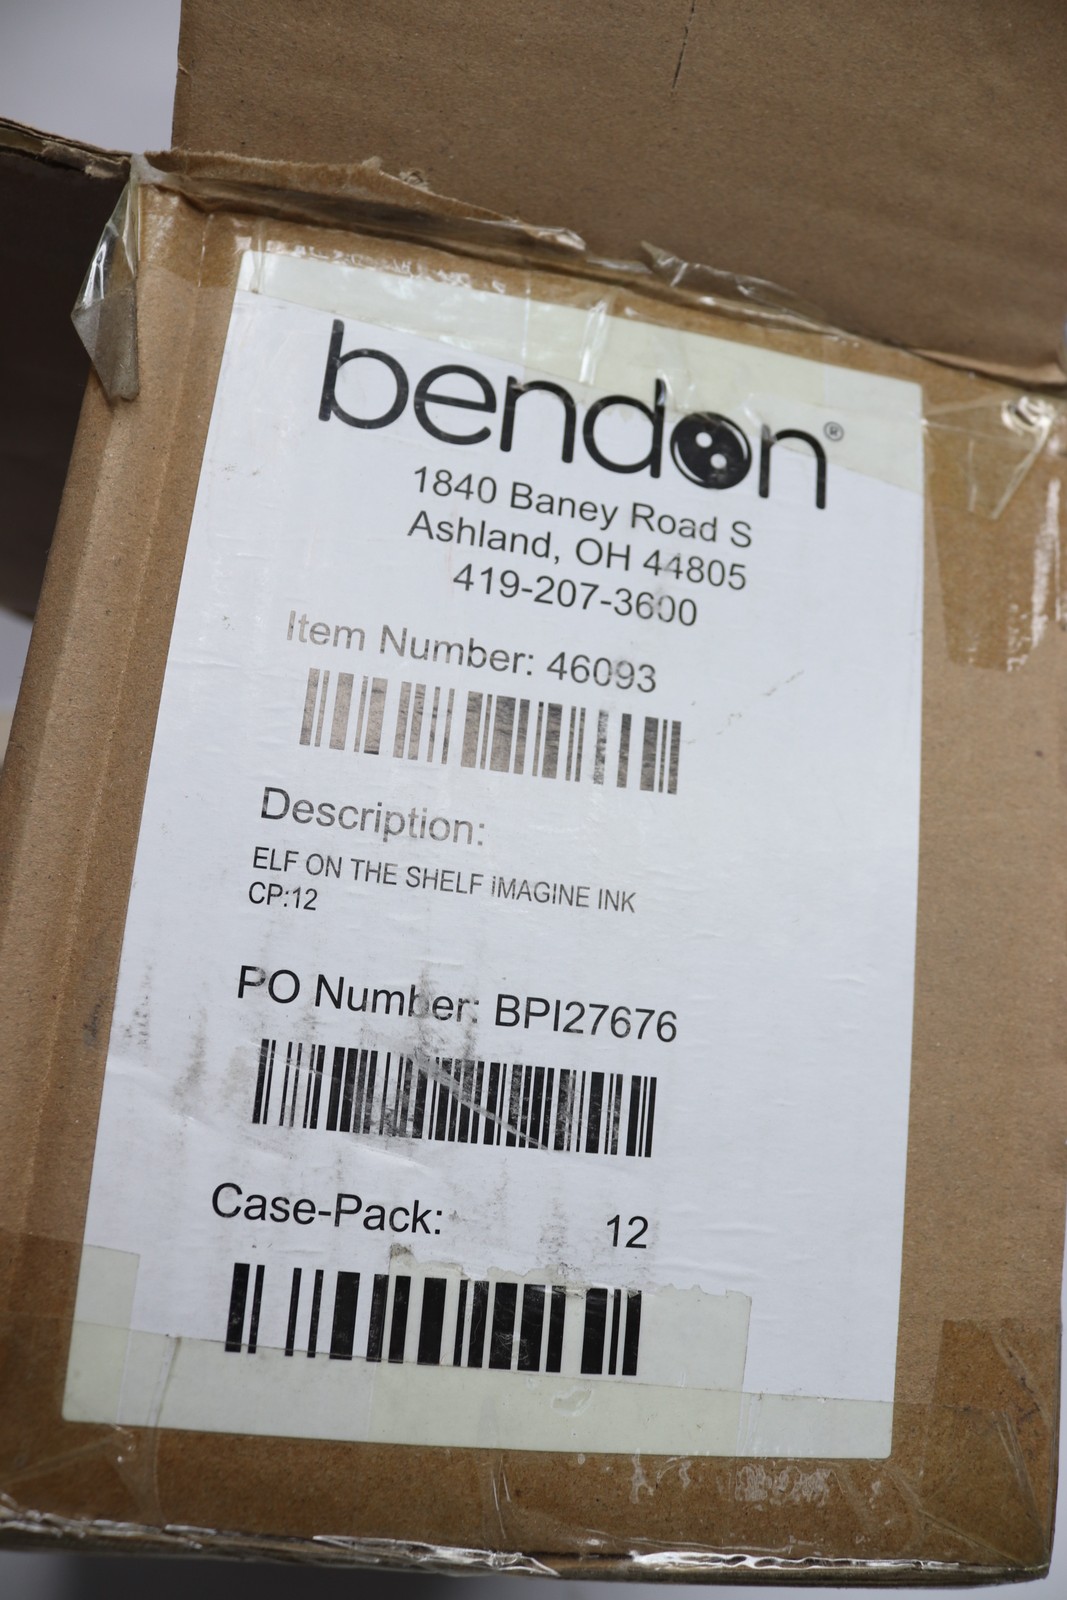 bendon®
1840 Baney Road S
Ashland, OH 44805
419-207-3600
Item Number: 46093
Description:
ELF ON THE SHELF iMAGINE INK
CP:12
PO Number: BPI27676
Case-Pack: 12